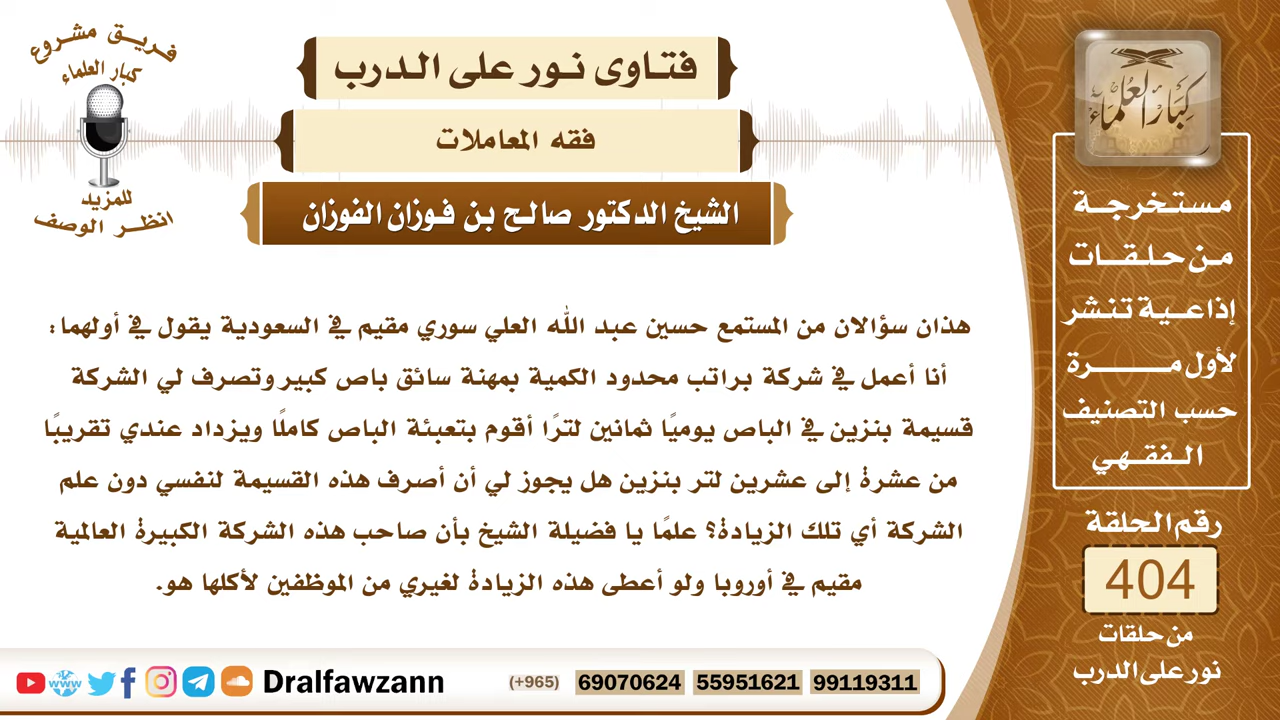 فريق مشروع
كبار العلماء
للمزيد
انظر الوصف
فتاوى نور على الدرب
فقه المعاملات
الشيخ الدكتور صالح بن فوزان الفوزان
هذان سؤالان من المستمع حسين عبد الله العلي سوري مقيم في السعودية يقول في أولهما:
أنا أعمل في شركة براتب محدود الكمية بمهنة سائق باص كبير وتصرف لي الشركة
قسيمة بنزين في الباص يوميًا ثمانين لترًا أقوم بتعبئة الباص كاملًا ويزداد عندي تقريبًا
من عشرة إلى عشرين لتر بنزين هل يجوز لي أن أصرف هذه القسيمة لنفسي دون علم
الشركة أي تلك الزيادة؟ علمًا يا فضيلة الشيخ بأن صاحب هذه الشركة الكبيرة العالمية
مقيم في أوروبا ولو أعطى هذه الزيادة لغيري من الموظفين لأكلها هو.
كبار العلماء
مستخرجة
من حلقات
إذاعية تنشر
لأول مرة
حسب التصنيف
الفقهي
رقم الحلقة
404
من حلقات
نور على الدرب
www
Dralfawzann
(+965) 69070624 55951621 99119311